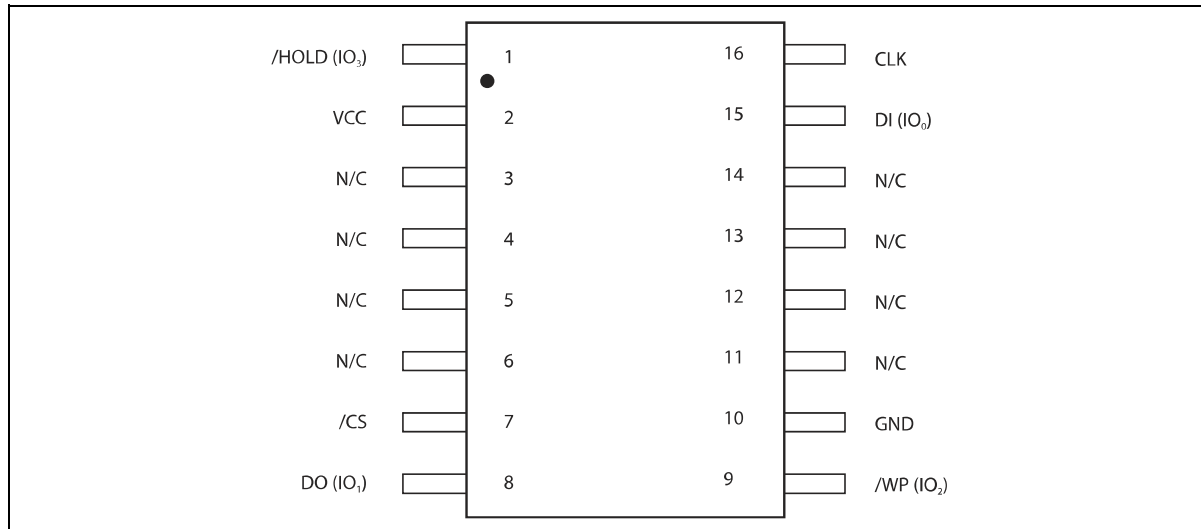 /HOLD (IO₃) 1 16 CLK
VCC 2 15 DI (IO₀)
N/C 3 14 N/C
N/C 4 13 N/C
N/C 5 12 N/C
N/C 6 11 N/C
/CS 7 10 GND
DO (IO₁) 8 9 /WP (IO₂)